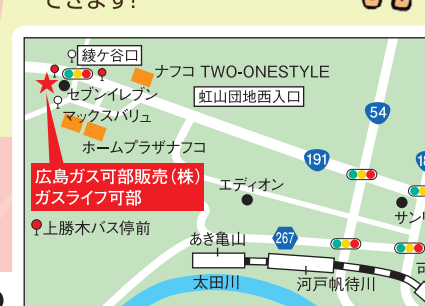 できます!
綾ケ谷口
ナフコ TWO-ONESTYLE
セブンイレブン
虹山団地西入口
マックスバリュ
54
ホームプラザナフコ
191
広島ガス可部販売(株)
ガスライフ可部
エディオン
上勝木バス停前
あき亀山
267
太田川
河戸帆待川